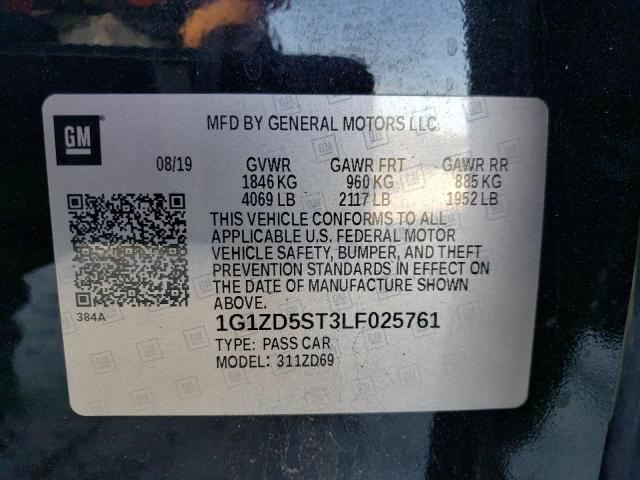 GM
MFD BY GENERAL MOTORS LLC
08/19 GVWR GAWR FRT GAWR RR
1846 KG 960 KG 885 KG
4069 LB 2117 LB 1952 LB
THIS VEHICLE CONFORMS TO ALL
APPLICABLE U.S. FEDERAL MOTOR
VEHICLE SAFETY, BUMPER, AND THEFT
PREVENTION STANDARDS IN EFFECT ON
THE DATE OF MANUFACTURE SHOWN ABOVE.
384A
1G1ZD5ST3LF025761
TYPE: PASS CAR
MODEL: 311ZD69